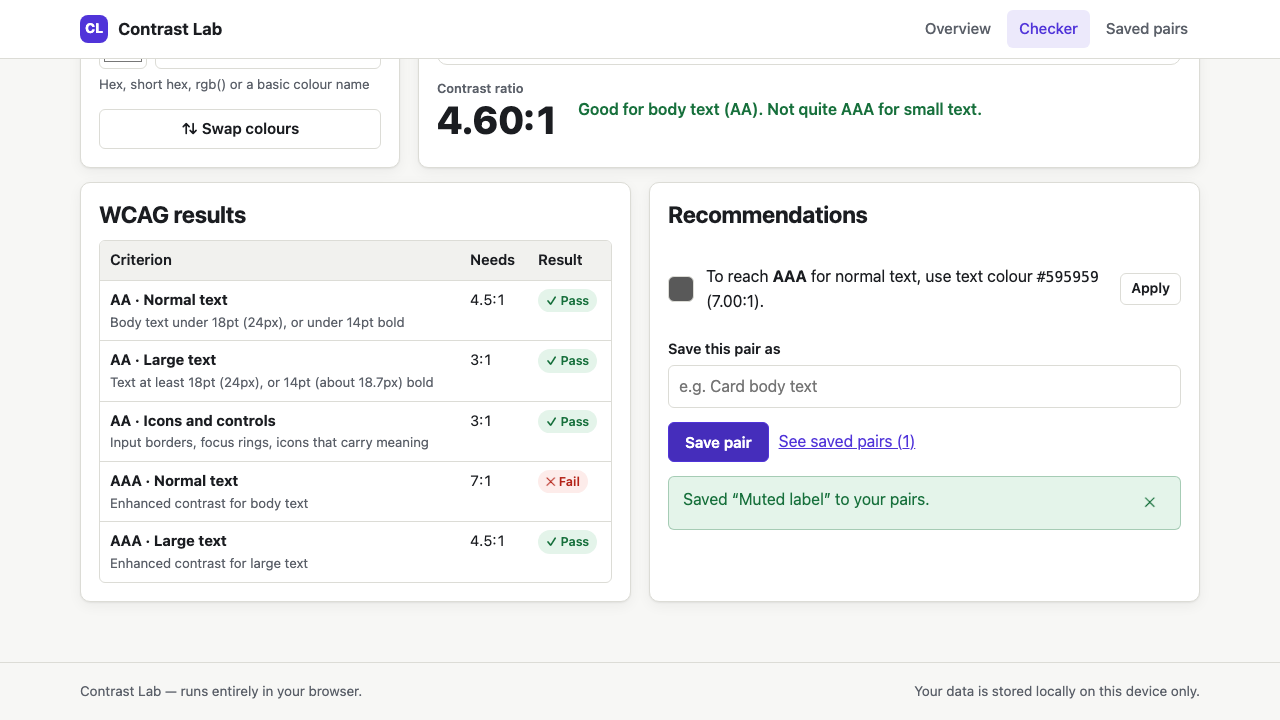 CL Contrast Lab
Overview Checker Saved pairs
Hex, short hex, rgb() or a basic colour name
Swap colours
Contrast ratio
4.60:1
Good for body text (AA). Not quite AAA for small text.
WCAG results
Criterion Needs Result
AA · Normal text 4.5:1 ✓ Pass
Body text under 18pt (24px), or under 14pt bold
AA · Large text 3:1 ✓ Pass
Text at least 18pt (24px), or 14pt (about 18.7px) bold
AA · Icons and controls 3:1 ✓ Pass
Input borders, focus rings, icons that carry meaning
AAA · Normal text 7:1 ✕ Fail
Enhanced contrast for body text
AAA · Large text 4.5:1 ✓ Pass
Enhanced contrast for large text
Recommendations
To reach AAA for normal text, use text colour #595959
(7.00:1).
Apply
Save this pair as
e.g. Card body text
Save pair See saved pairs (1)
Saved “Muted label” to your pairs. ✕
Contrast Lab — runs entirely in your browser.
Your data is stored locally on this device only.